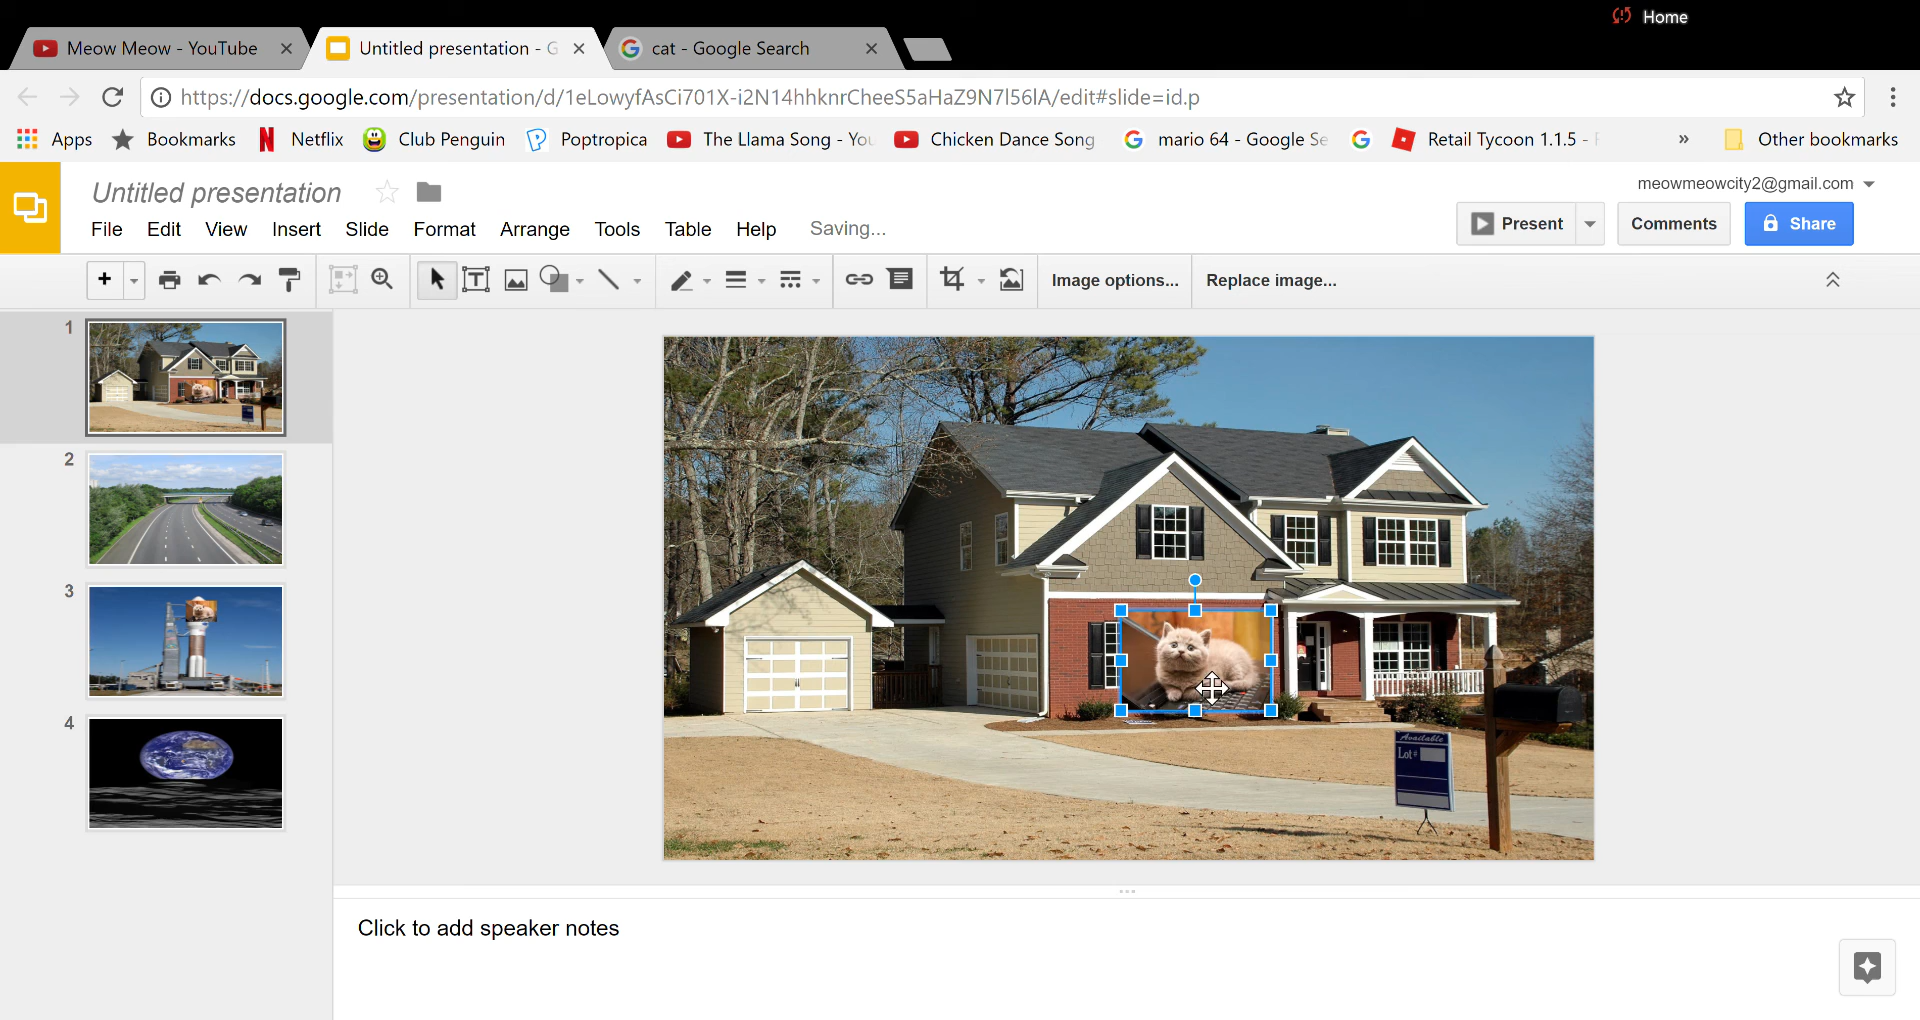 Home
Meow Meow - YouTube
Untitled presentation - G
cat - Google Search
https://docs.google.com/presentation/d/1eLowyfAsCi701X-i2N14hhknrCheeS5aHaZ9N7l56lA/edit#slide=id.p
Apps Bookmarks Netflix Club Penguin Poptropica The Llama Song - You Chicken Dance Song mario 64 - Google Se Retail Tycoon 1.1.5 - » Other bookmarks
Untitled presentation
meowmeowcity2@gmail.com
File Edit View Insert Slide Format Arrange Tools Table Help Saving...
Present Comments Share
Image options... Replace image...
1
2
3
4
Available
Lot#
Click to add speaker notes